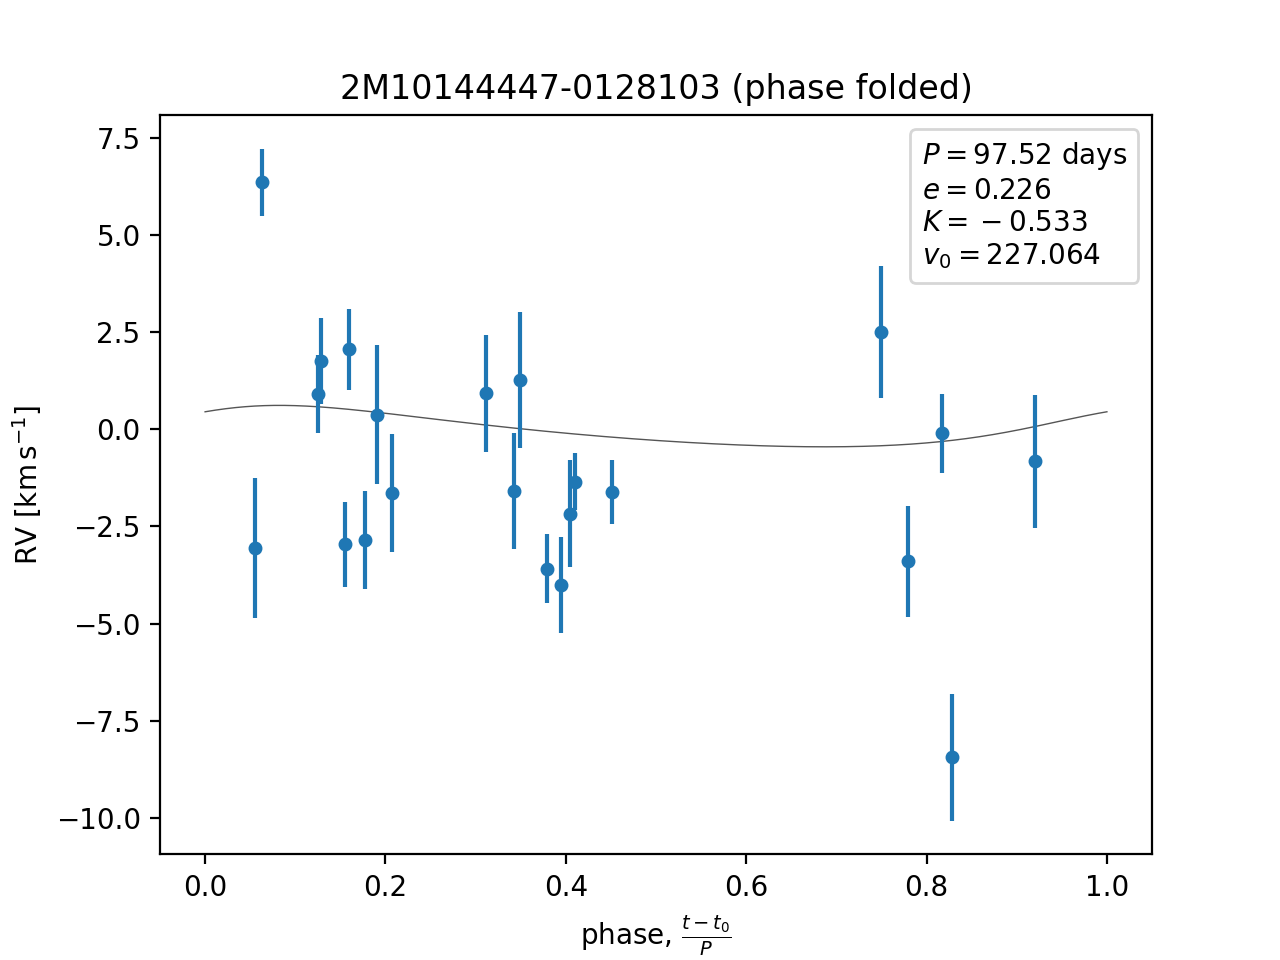 2M10144447-0128103 (phase folded)
P = 97.52 days
e = 0.226
K = −0.533
v₀ = 227.064
7.5
5.0
2.5
0.0
−2.5
−5.0
−7.5
−10.0
RV [km s⁻¹]
0.0 0.2 0.4 0.6 0.8 1.0
phase, (t − t₀)/P